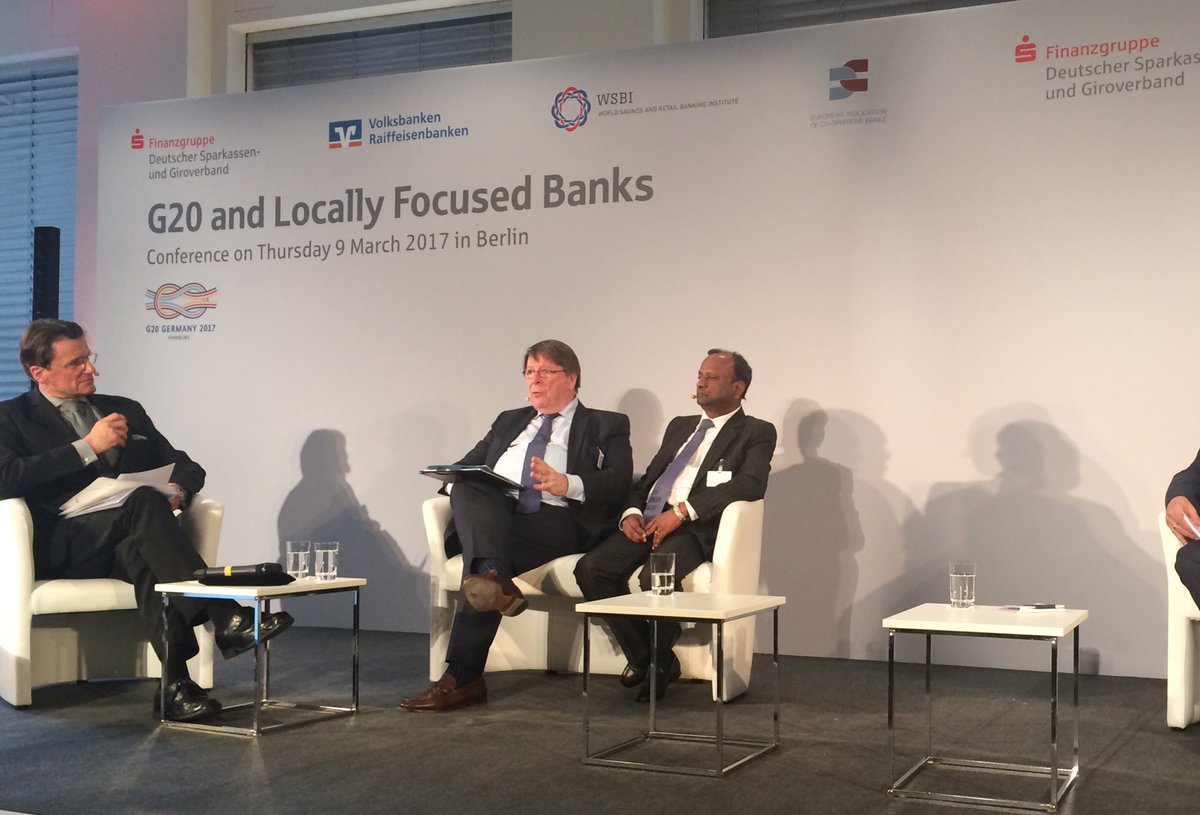 Finanzgruppe
Deutscher Sparkassen-
und Giroverband
Volksbanken
Raiffeisenbanken
WSBI
WORLD SAVINGS AND RETAIL BANKING INSTITUTE
EUROPEAN ASSOCIATION
OF CO-OPERATIVE BANKS
Finanzgruppe
Deutscher Sparkass
und Giroverband
G20 and Locally Focused Banks
Conference on Thursday 9 March 2017 in Berlin
G20 GERMANY 2017
HAMBURG